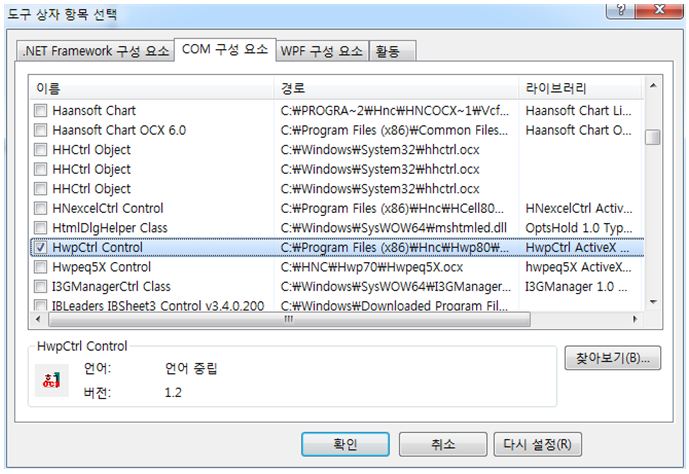 도구 상자 항목 선택
.NET Framework 구성 요소 COM 구성 요소 WPF 구성 요소 활동
이름 경로 라이브러리
Haansoft Chart C:₩PROGRA~2₩Hnc₩HNCOCX~1₩Vcf... Haansoft Chart Li...
Haansoft Chart OCX 6.0 C:₩Program Files (x86)₩Common Files... Haansoft Chart O...
HHCtrl Object C:₩Windows₩System32₩hhctrl.ocx
HHCtrl Object C:₩Windows₩System32₩hhctrl.ocx
HHCtrl Object C:₩Windows₩System32₩hhctrl.ocx
HNexcelCtrl Control C:₩Program Files (x86)₩Hnc₩HCell80... HNexcelCtrl Activ...
HtmlDlgHelper Class C:₩Windows₩SysWOW64₩mshtmled.dll OptsHold 1.0 Typ...
HwpCtrl Control C:₩Program Files (x86)₩Hnc₩Hwp80₩... HwpCtrl ActiveX ...
Hwpeq5X Control C:₩HNC₩Hwp70₩Hwpeq5X.ocx hwpeq5X ActiveX...
I3GManagerCtrl Class C:₩Windows₩SysWOW64₩I3GManager... I3GManager 1.0 ...
IBLeaders IBSheet3 Control v3.4.0.200 C:₩Windows₩Downloaded Program Fil...
HwpCtrl Control
찾아보기(B)...
언어: 언어 중립
버전: 1.2
확인 취소 다시 설정(R)